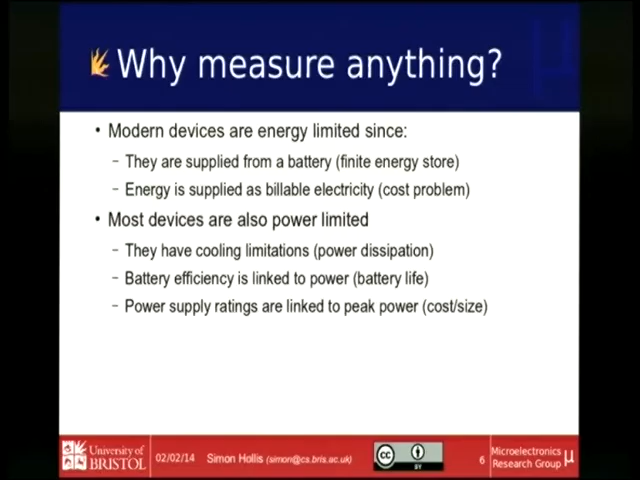 Why measure anything?
• Modern devices are energy limited since:
– They are supplied from a battery (finite energy store)
– Energy is supplied as billable electricity (cost problem)
• Most devices are also power limited
– They have cooling limitations (power dissipation)
– Battery efficiency is linked to power (battery life)
– Power supply ratings are linked to peak power (cost/size)
University of
BRISTOL
02/02/14
Simon Hollis (simon@cs.bris.ac.uk)
cc
BY
6
Microelectronics
Research Group
μ